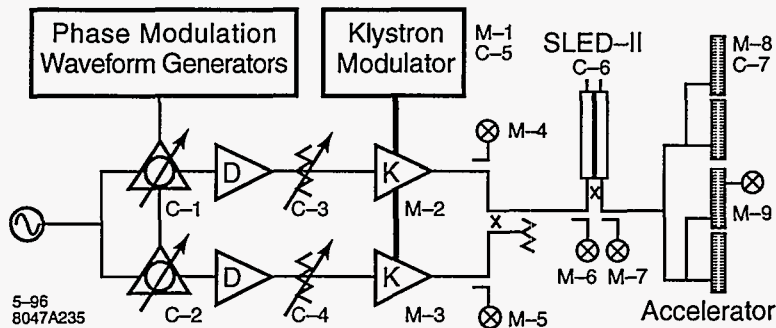 Phase Modulation
Waveform Generators
Klystron
Modulator
M–1
C–5
SLED–II
C–6
M–8
C–7
M–4
D
K
C–1
C–3
M–2
M–9
D
K
M–6
M–7
C–2
C–4
M–3
M–5
Accelerator
5–96
8047A235